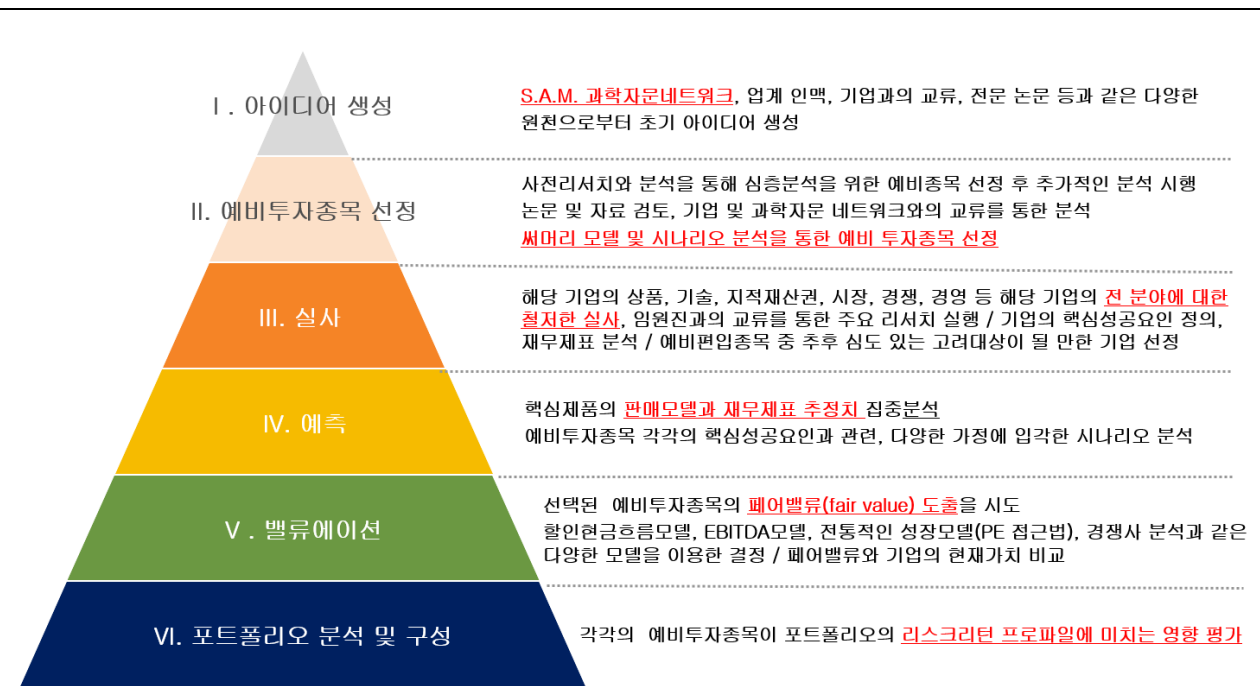 Ⅰ. 아이디어 생성
S.A.M. 과학자문네트워크, 업계 인맥, 기업과의 교류, 전문 논문 등과 같은 다양한
원천으로부터 초기 아이디어 생성
II. 예비투자종목 선정
사전리서치와 분석을 통해 심층분석을 위한 예비종목 선정 후 추가적인 분석 시행
논문 및 자료 검토, 기업 및 과학자문 네트워크와의 교류를 통한 분석
써머리 모델 및 시나리오 분석을 통한 예비 투자종목 선정
III. 실사
해당 기업의 상품, 기술, 지적재산권, 시장, 경쟁, 경영 등 해당 기업의 전 분야에 대한
철저한 실사, 임원진과의 교류를 통한 주요 리서치 실행 / 기업의 핵심성공요인 정의,
재무제표 분석 / 예비편입종목 중 추후 심도 있는 고려대상이 될 만한 기업 선정
IV. 예측
핵심제품의 판매모델과 재무제표 추정치 집중분석
예비투자종목 각각의 핵심성공요인과 관련, 다양한 가정에 입각한 시나리오 분석
V. 밸류에이션
선택된 예비투자종목의 페어밸류(fair value) 도출을 시도
할인현금흐름모델, EBITDA모델, 전통적인 성장모델(PE 접근법), 경쟁사 분석과 같은
다양한 모델을 이용한 결정 / 페어밸류와 기업의 현재가치 비교
VI. 포트폴리오 분석 및 구성
각각의 예비투자종목이 포트폴리오의 리스크리턴 프로파일에 미치는 영향 평가